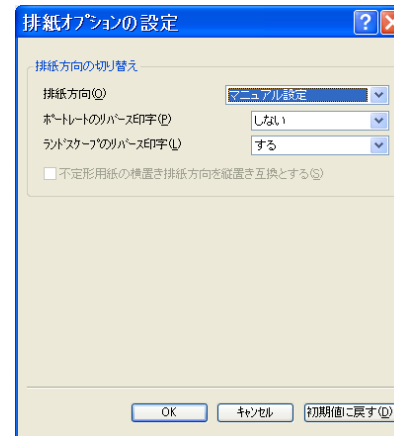 排紙ｵﾌﾟｼｮﾝの設定
排紙方向の切り替え
排紙方向(O) マニュアル設定
ﾎﾟｰﾄﾚｰﾄのﾘﾊﾞｰｽ印字(P) しない
ﾗﾝﾄﾞｽｹｰﾌﾟのﾘﾊﾞｰｽ印字(L) する
不定形用紙の横置き排紙方向を縦置き互換とする(S)
OK ｷｬﾝｾﾙ 初期値に戻す(D)